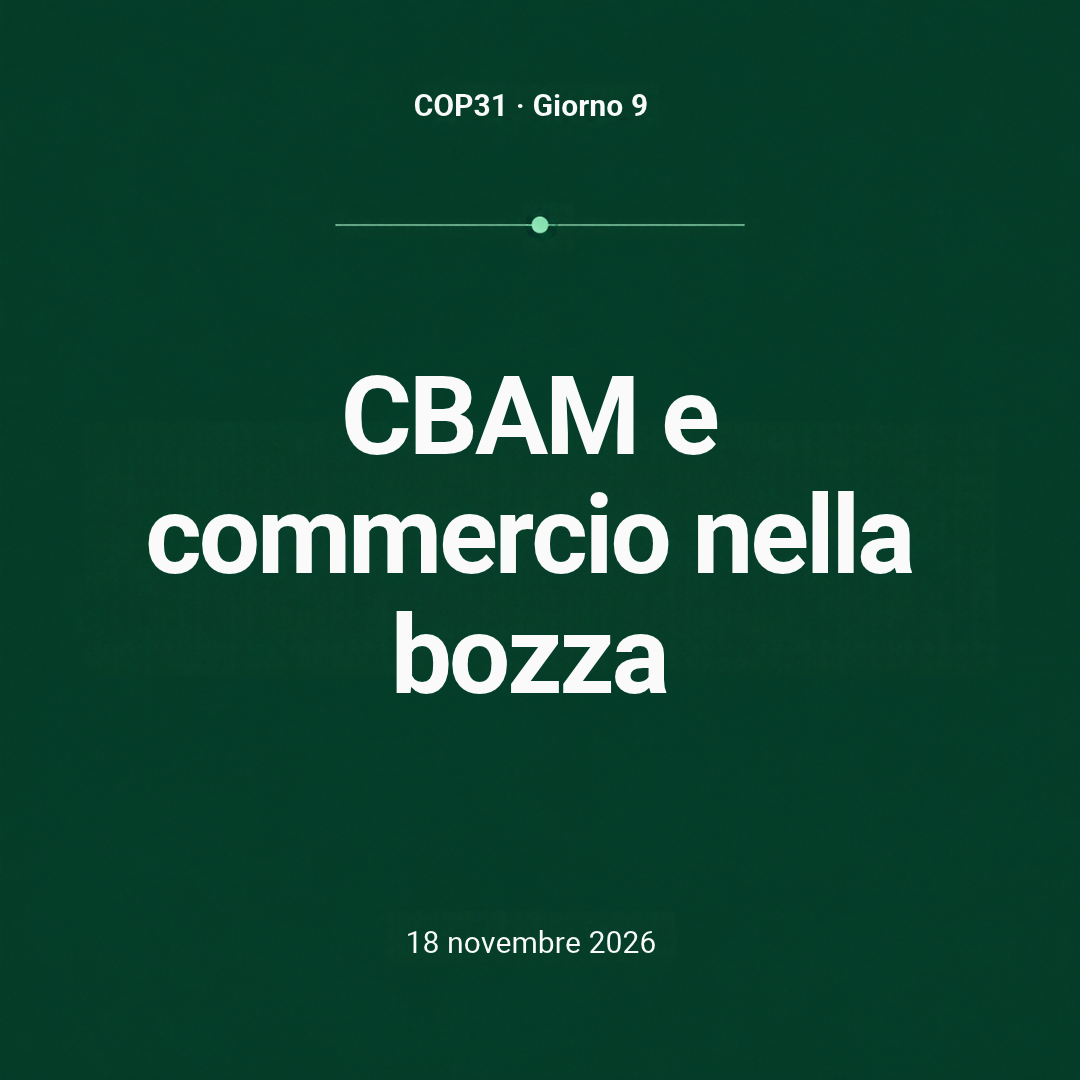 COP31 · Giorno 9
CBAM e
commercio nella
bozza
18 novembre 2026